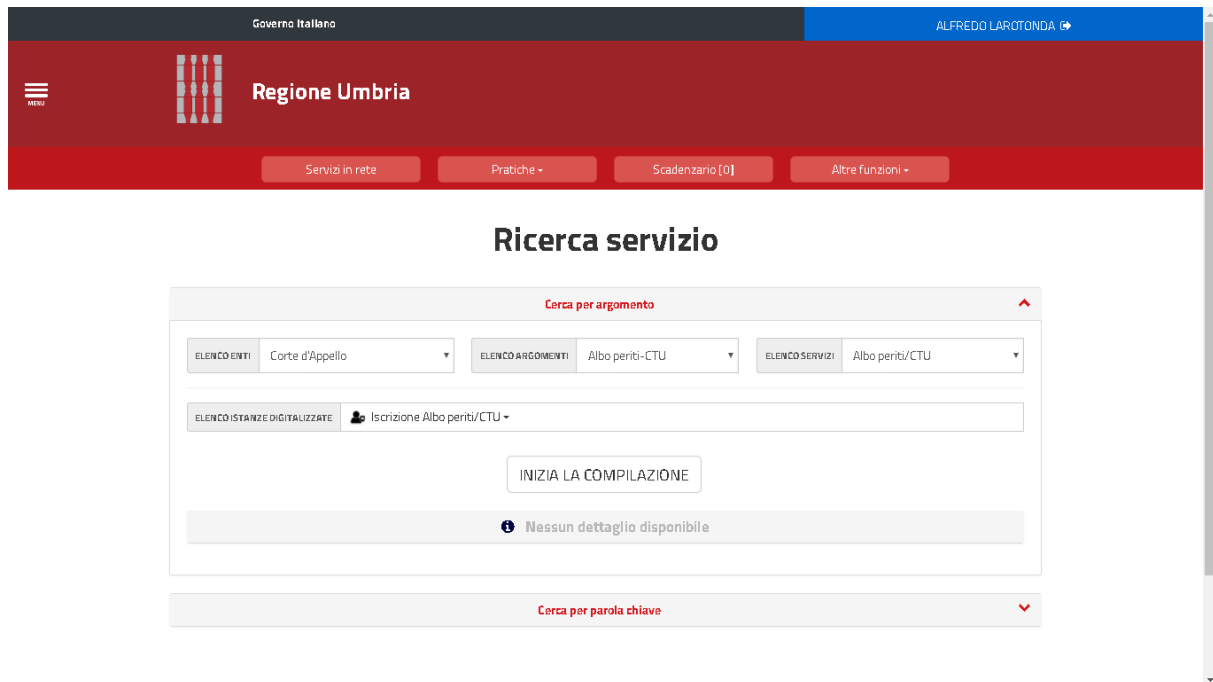 Governo Italiano
ALFREDO LAROTONDA
MENU
Regione Umbria
Servizi in rete
Pratiche
Scadenzario [0]
Altre funzioni
Ricerca servizio
Cerca per argomento
ELENCO ENTI Corte d'Appello
ELENCO ARGOMENTI Albo periti-CTU
ELENCO SERVIZI Albo periti/CTU
ELENCO ISTANZE DIGITALIZZATE Iscrizione Albo periti/CTU
INIZIA LA COMPILAZIONE
Nessun dettaglio disponibile
Cerca per parola chiave